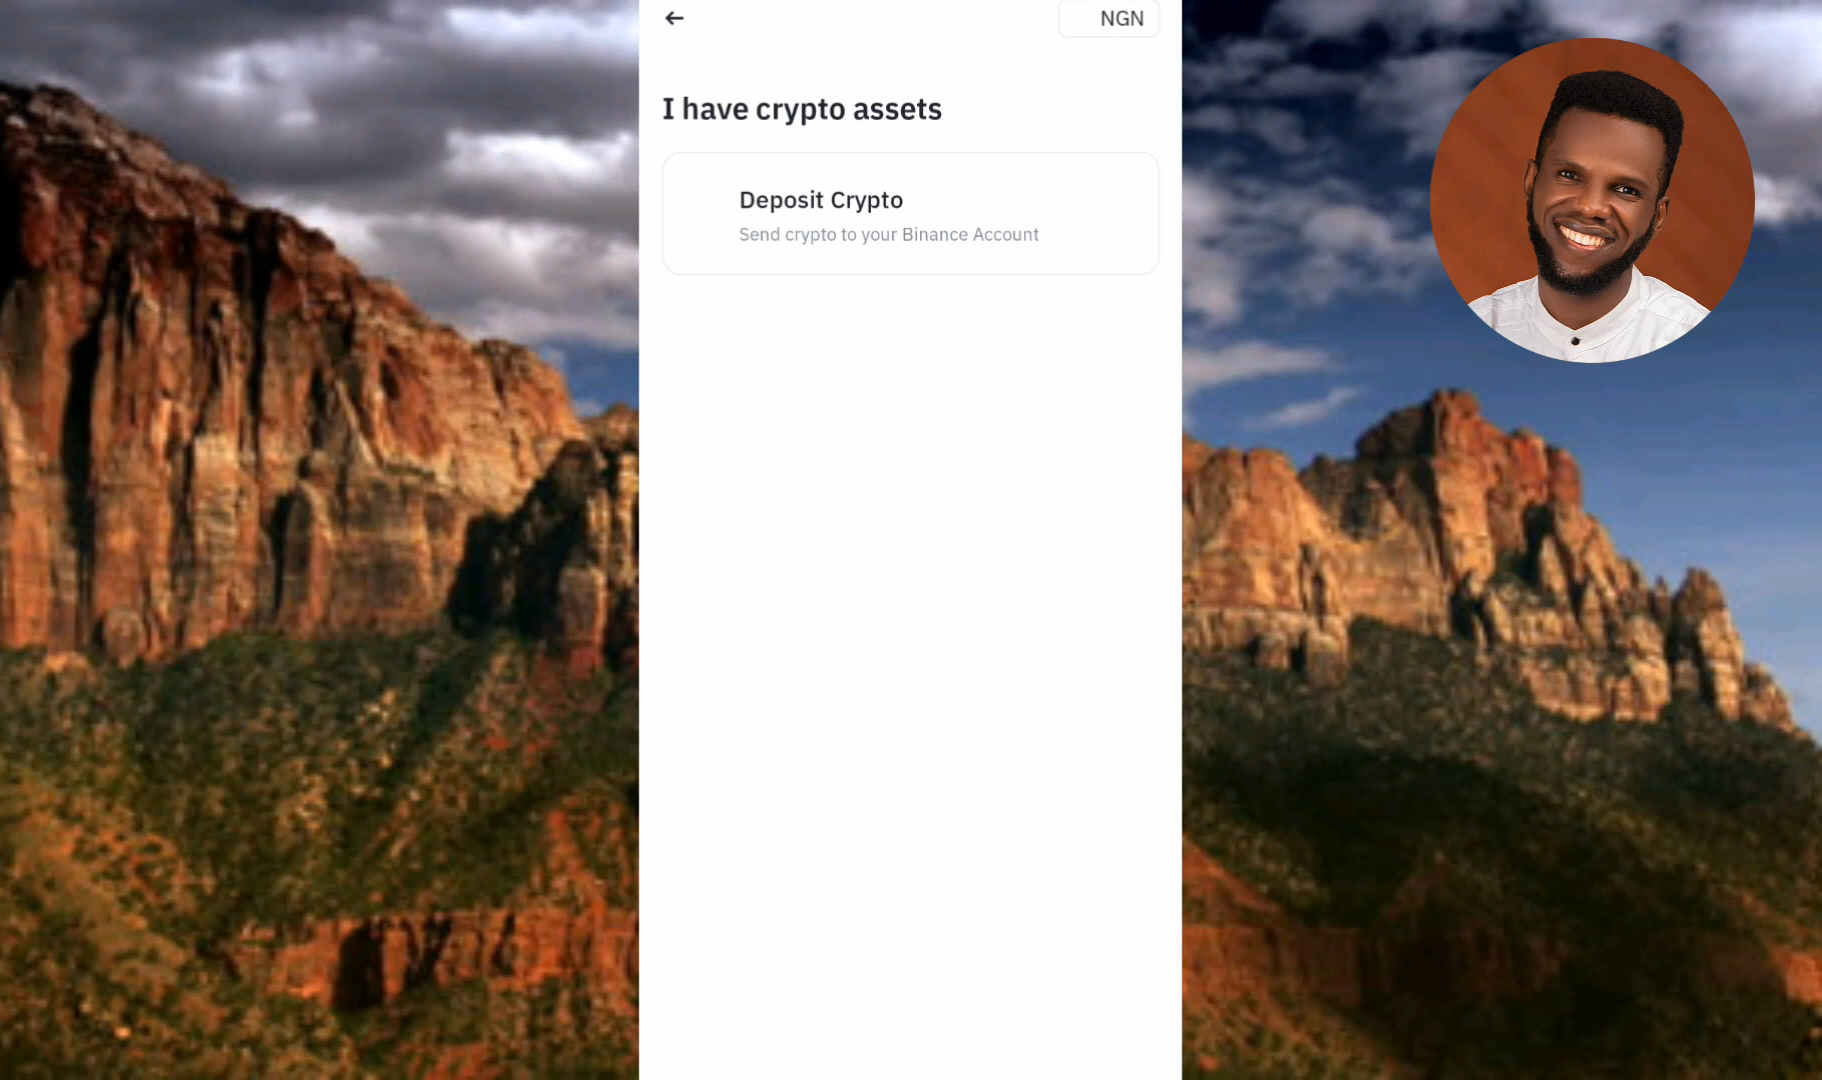 NGN
I have crypto assets
Deposit Crypto
Send crypto to your Binance Account